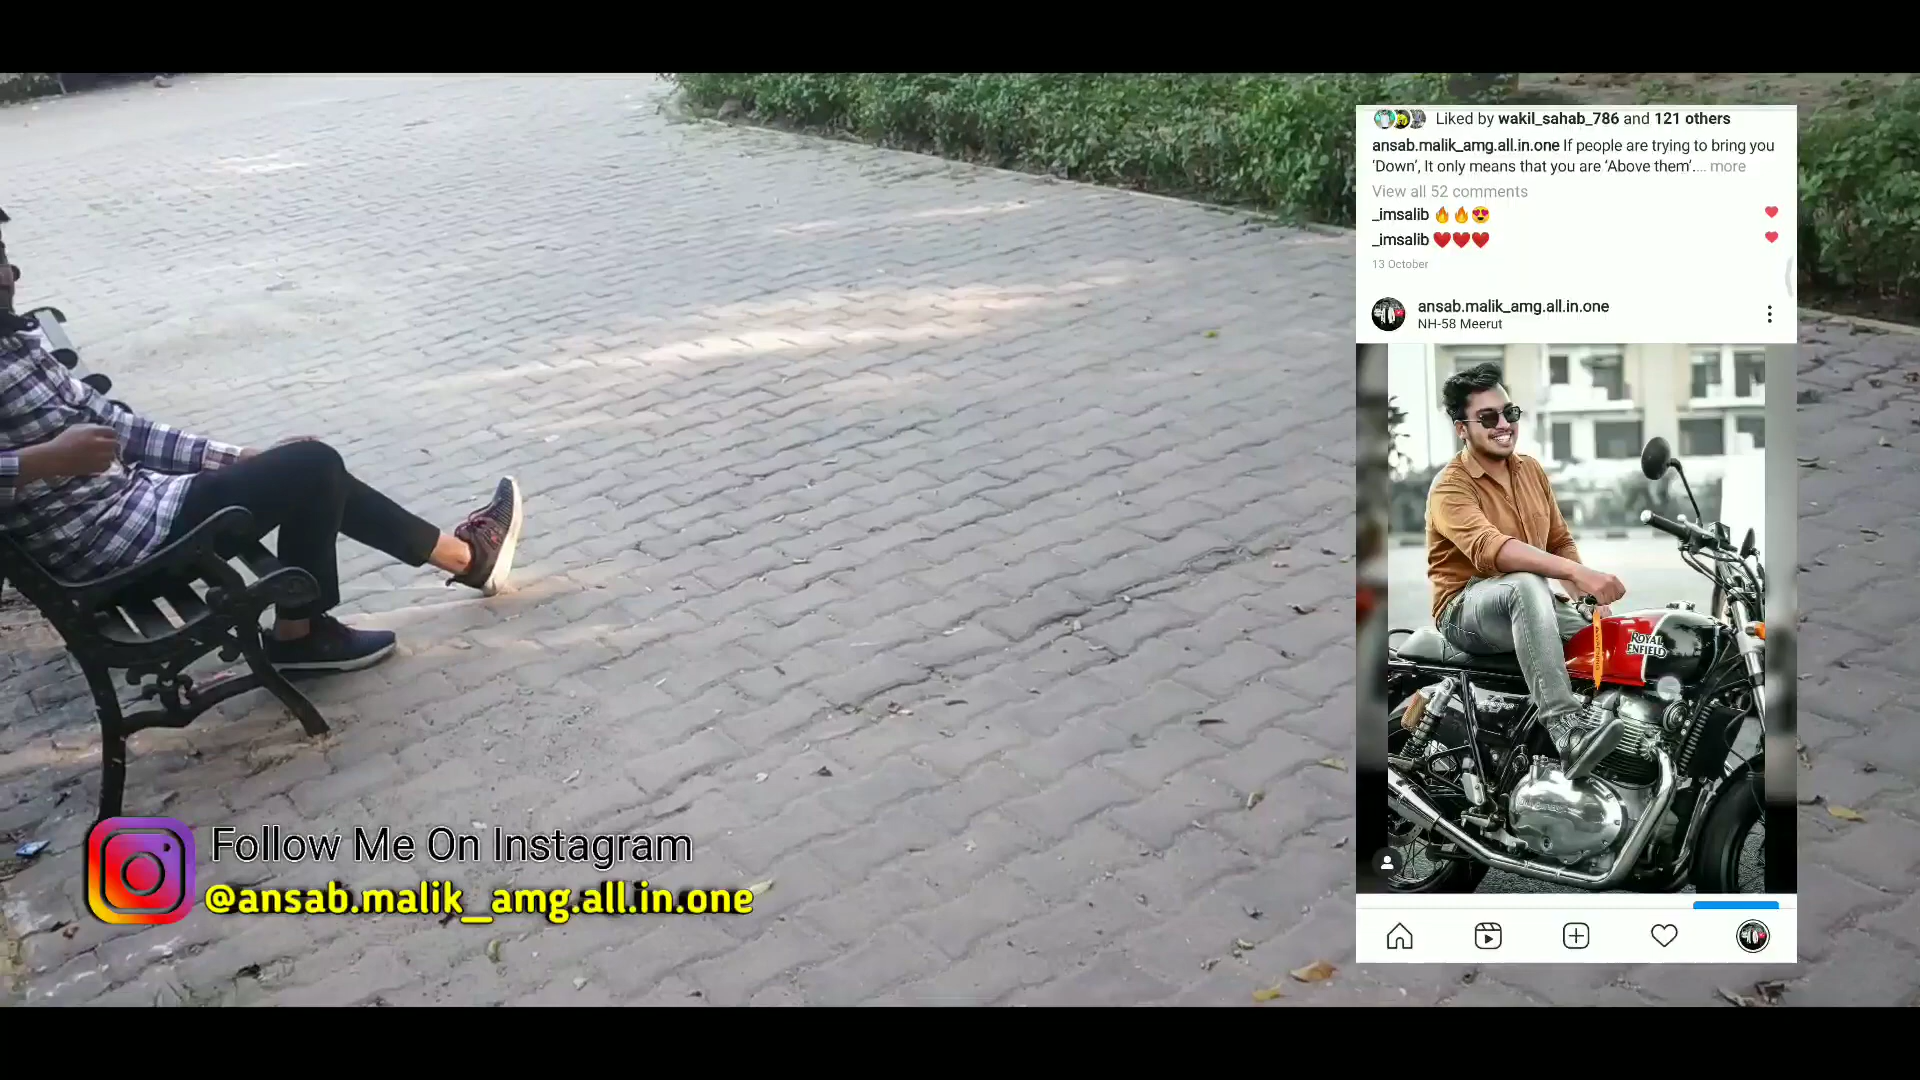 Liked by wakil_sahab_786 and 121 others
ansab.malik_amg.all.in.one If people are trying to bring you
'Down', It only means that you are 'Above them'.... more
View all 52 comments
_imsalib 🔥🔥😍
_imsalib ❤️❤️❤️
13 October
ansab.malik_amg.all.in.one
NH-58 Meerut
ROYAL
ENFIELD
Follow Me On Instagram
@ansab.malik_amg.all.in.one